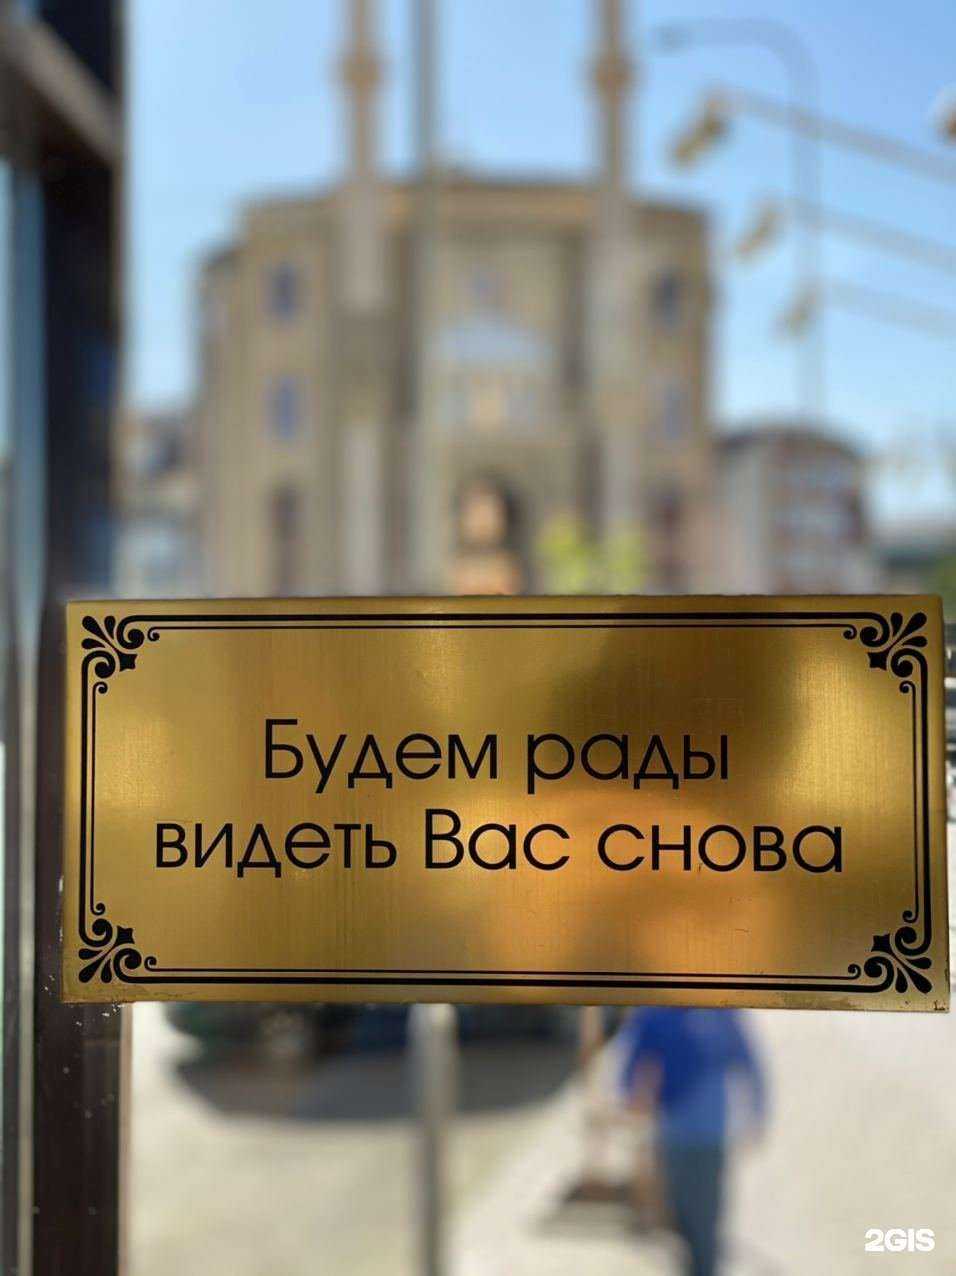 Будем рады
видеть Вас снова
2GIS